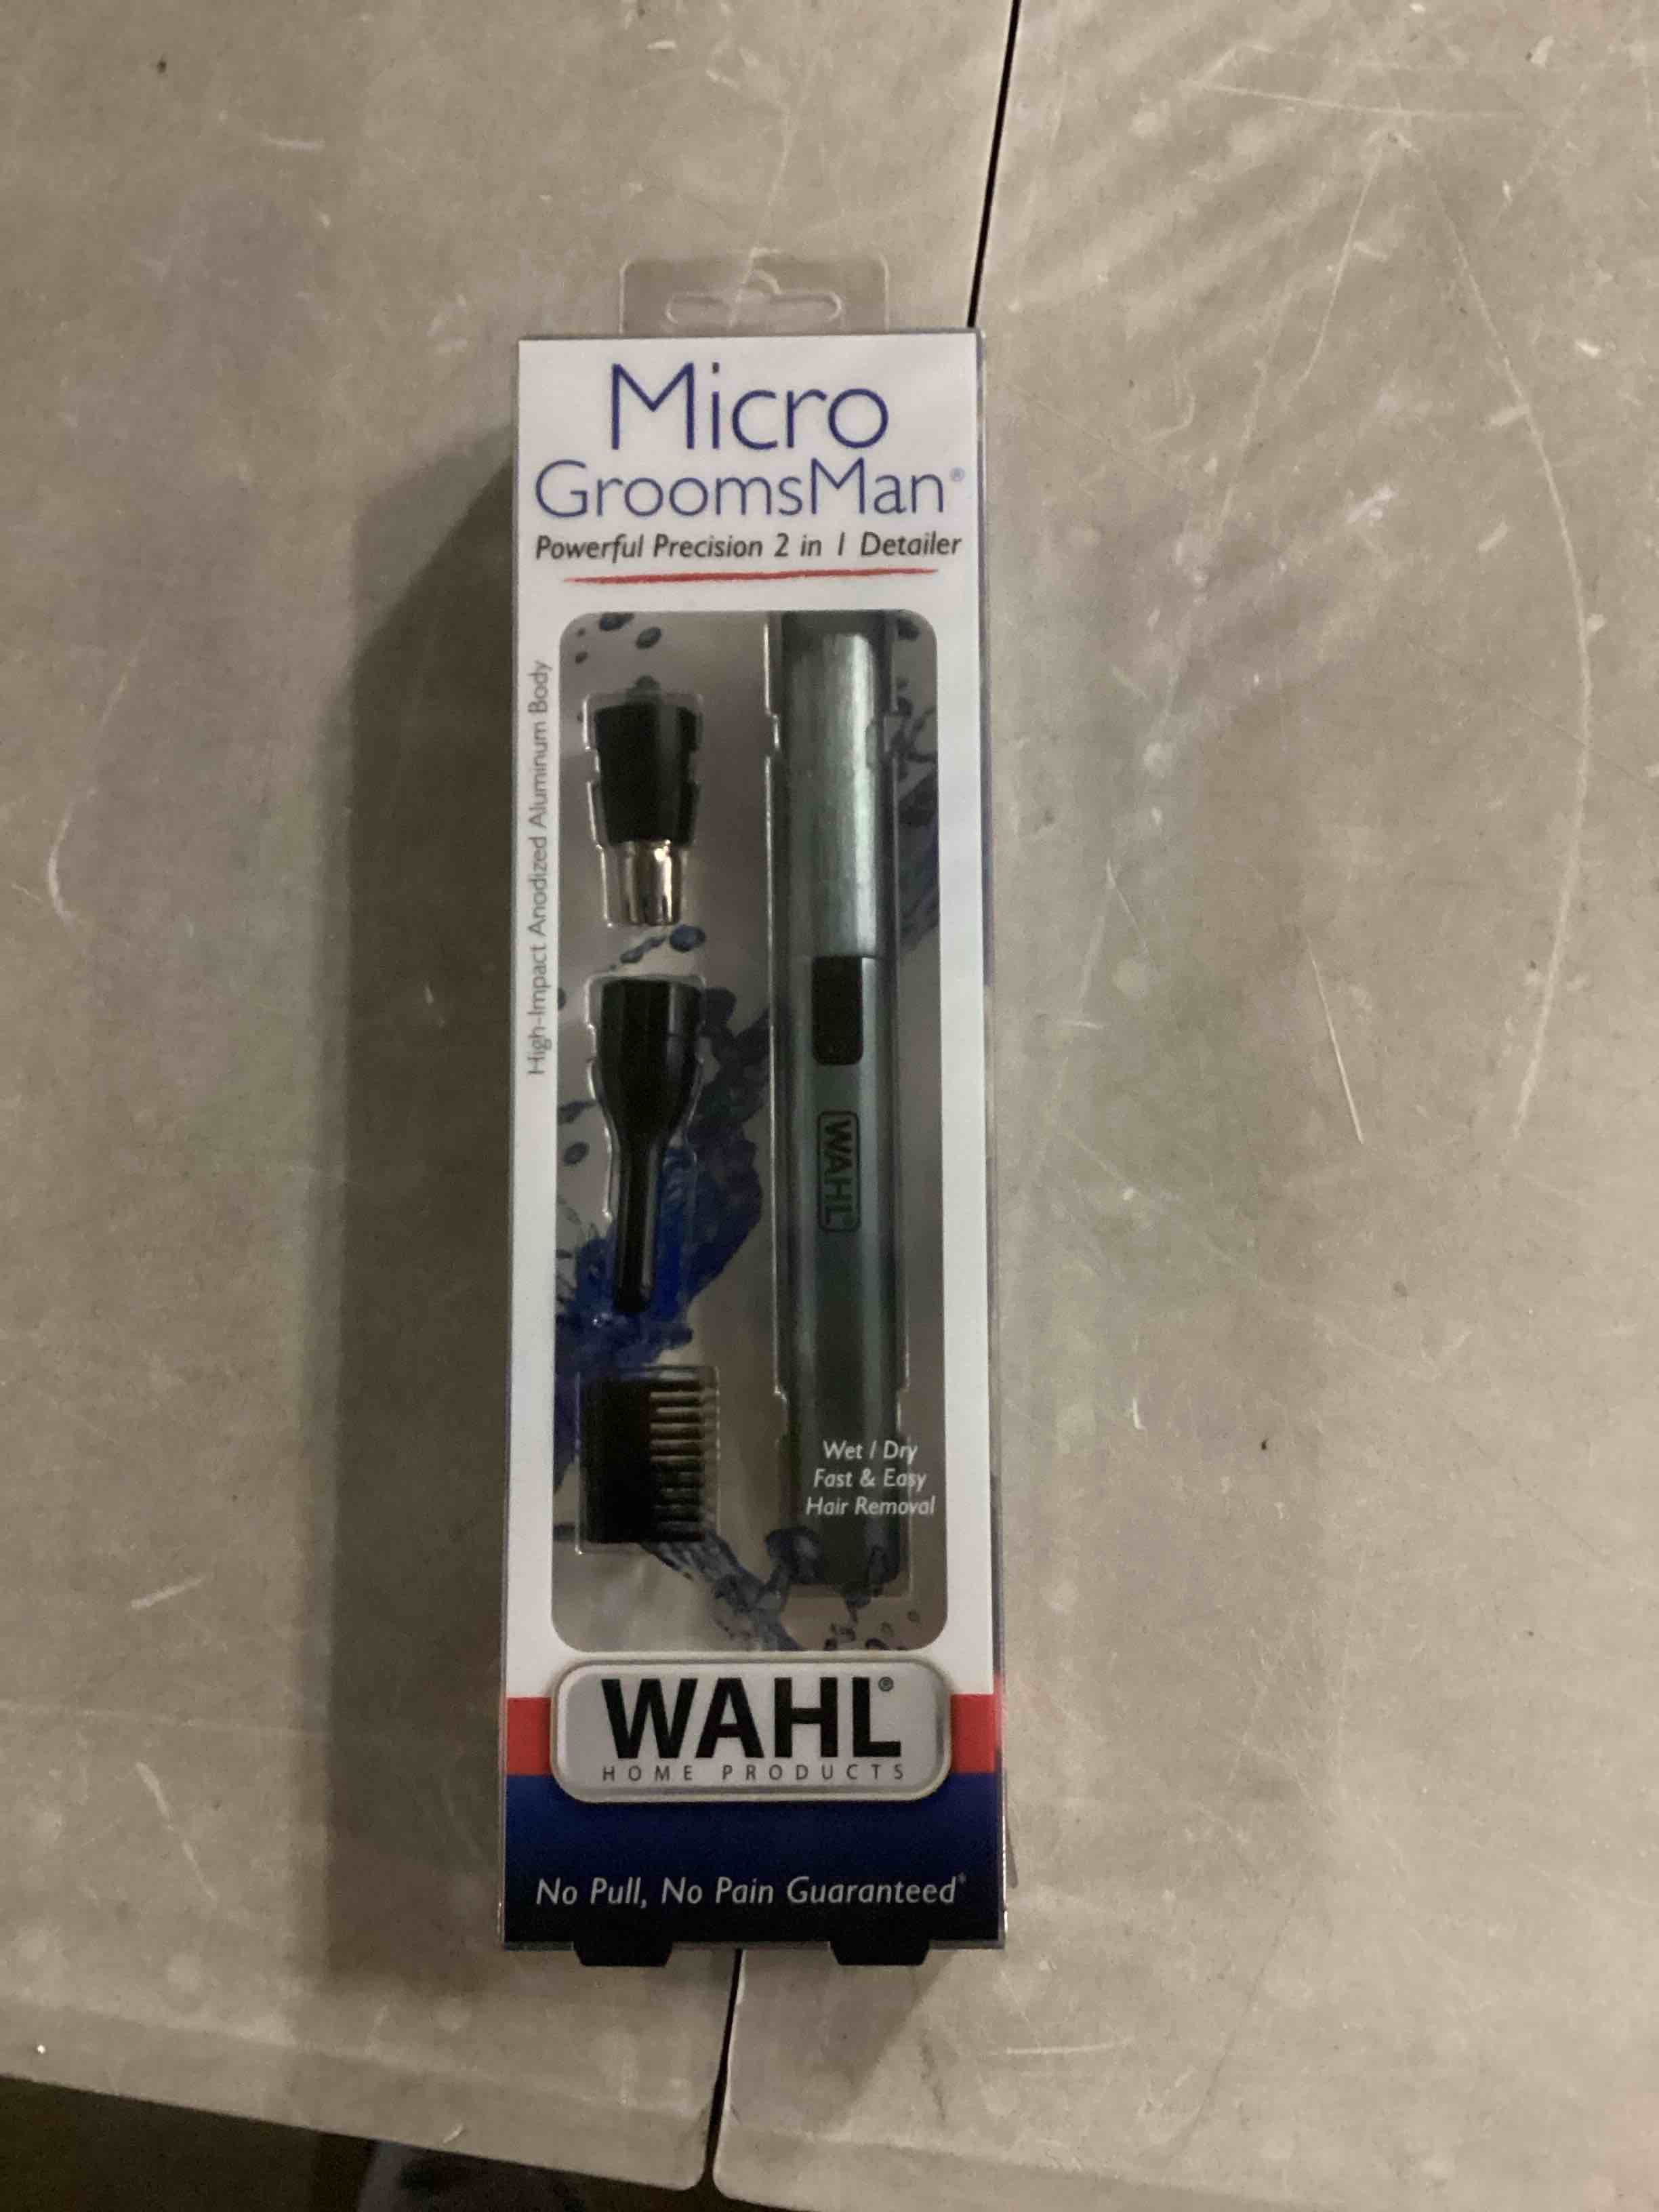 Micro
GroomsMan®
Powerful Precision 2 in 1 Detailer
High-Impact Anodized Aluminum Body
WAHL
Wet / Dry
Fast & Easy
Hair Removal
WAHL®
HOME PRODUCTS
No Pull, No Pain Guaranteed*